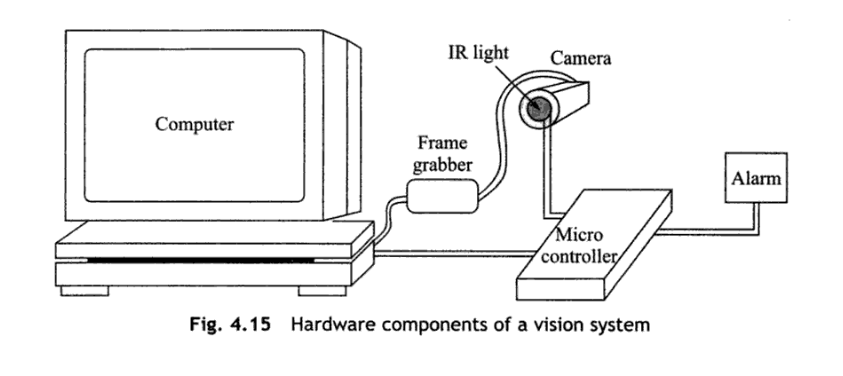 IR light
Camera
Computer
Frame
grabber
Alarm
Micro
controller
Fig. 4.15 Hardware components of a vision system